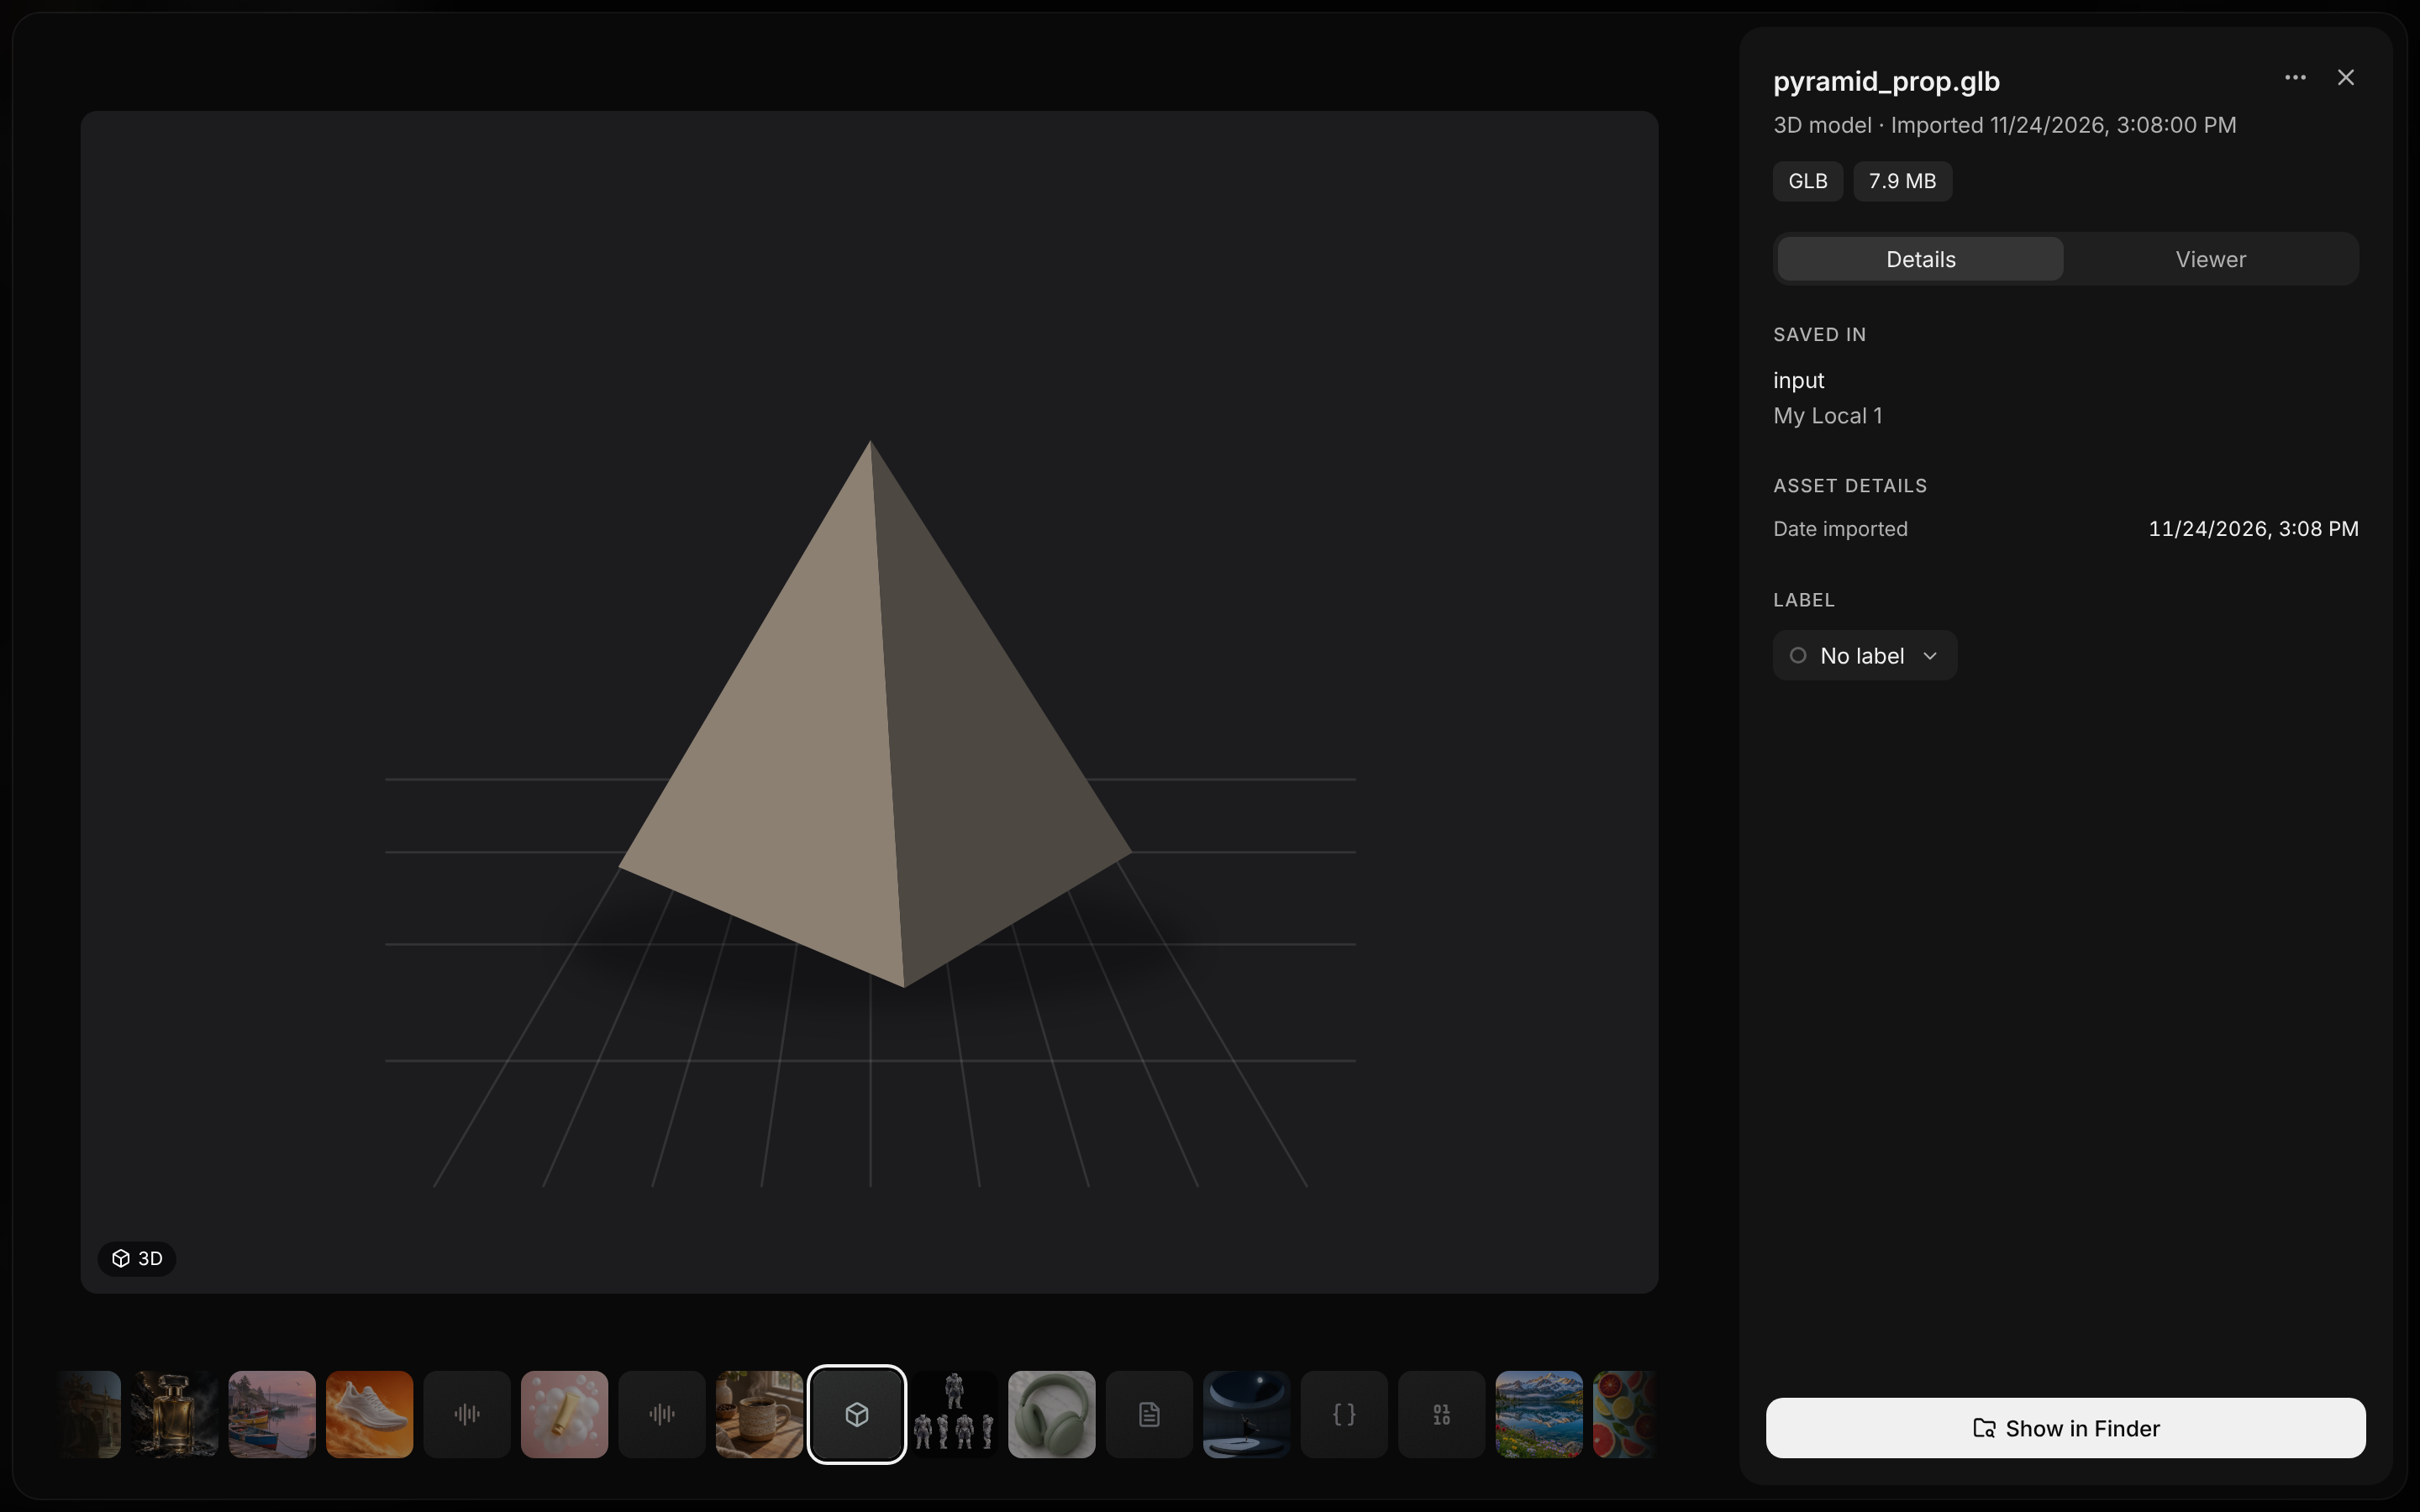 pyramid_prop.glb
3D model · Imported 11/24/2026, 3:08:00 PM
GLB
7.9 MB
Details
Viewer
SAVED IN
input
My Local 1
ASSET DETAILS
Date imported
11/24/2026, 3:08 PM
LABEL
No label
3D
01
10
Show in Finder